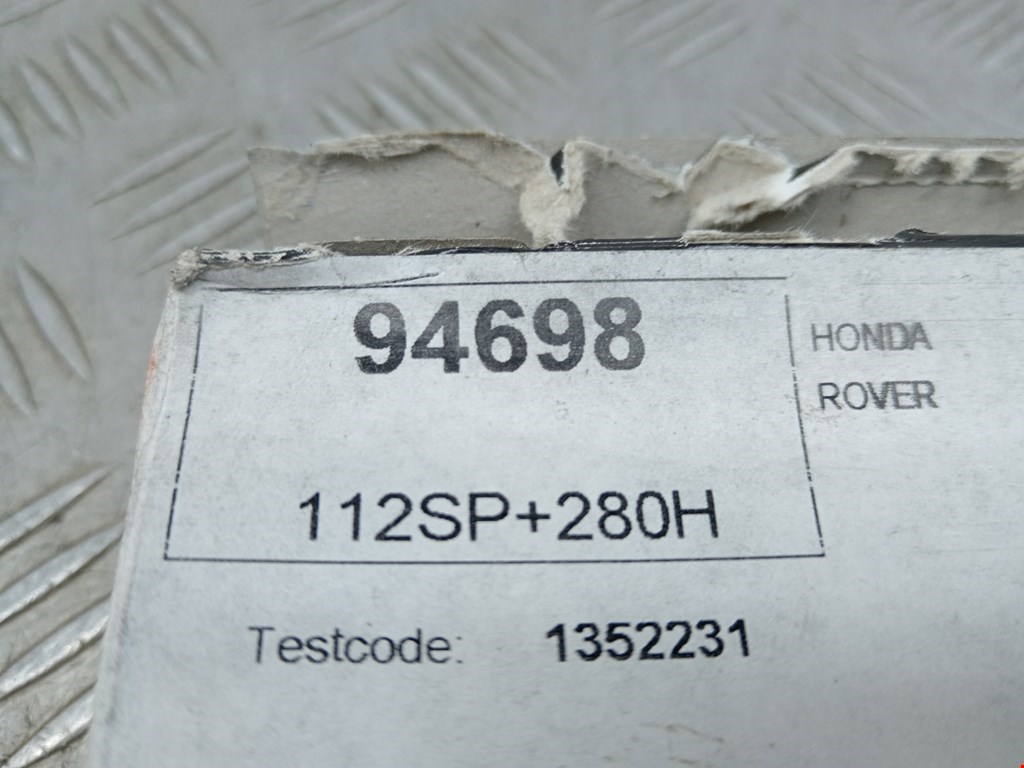 94698
HONDA
ROVER
112SP+280H
Testcode: 1352231